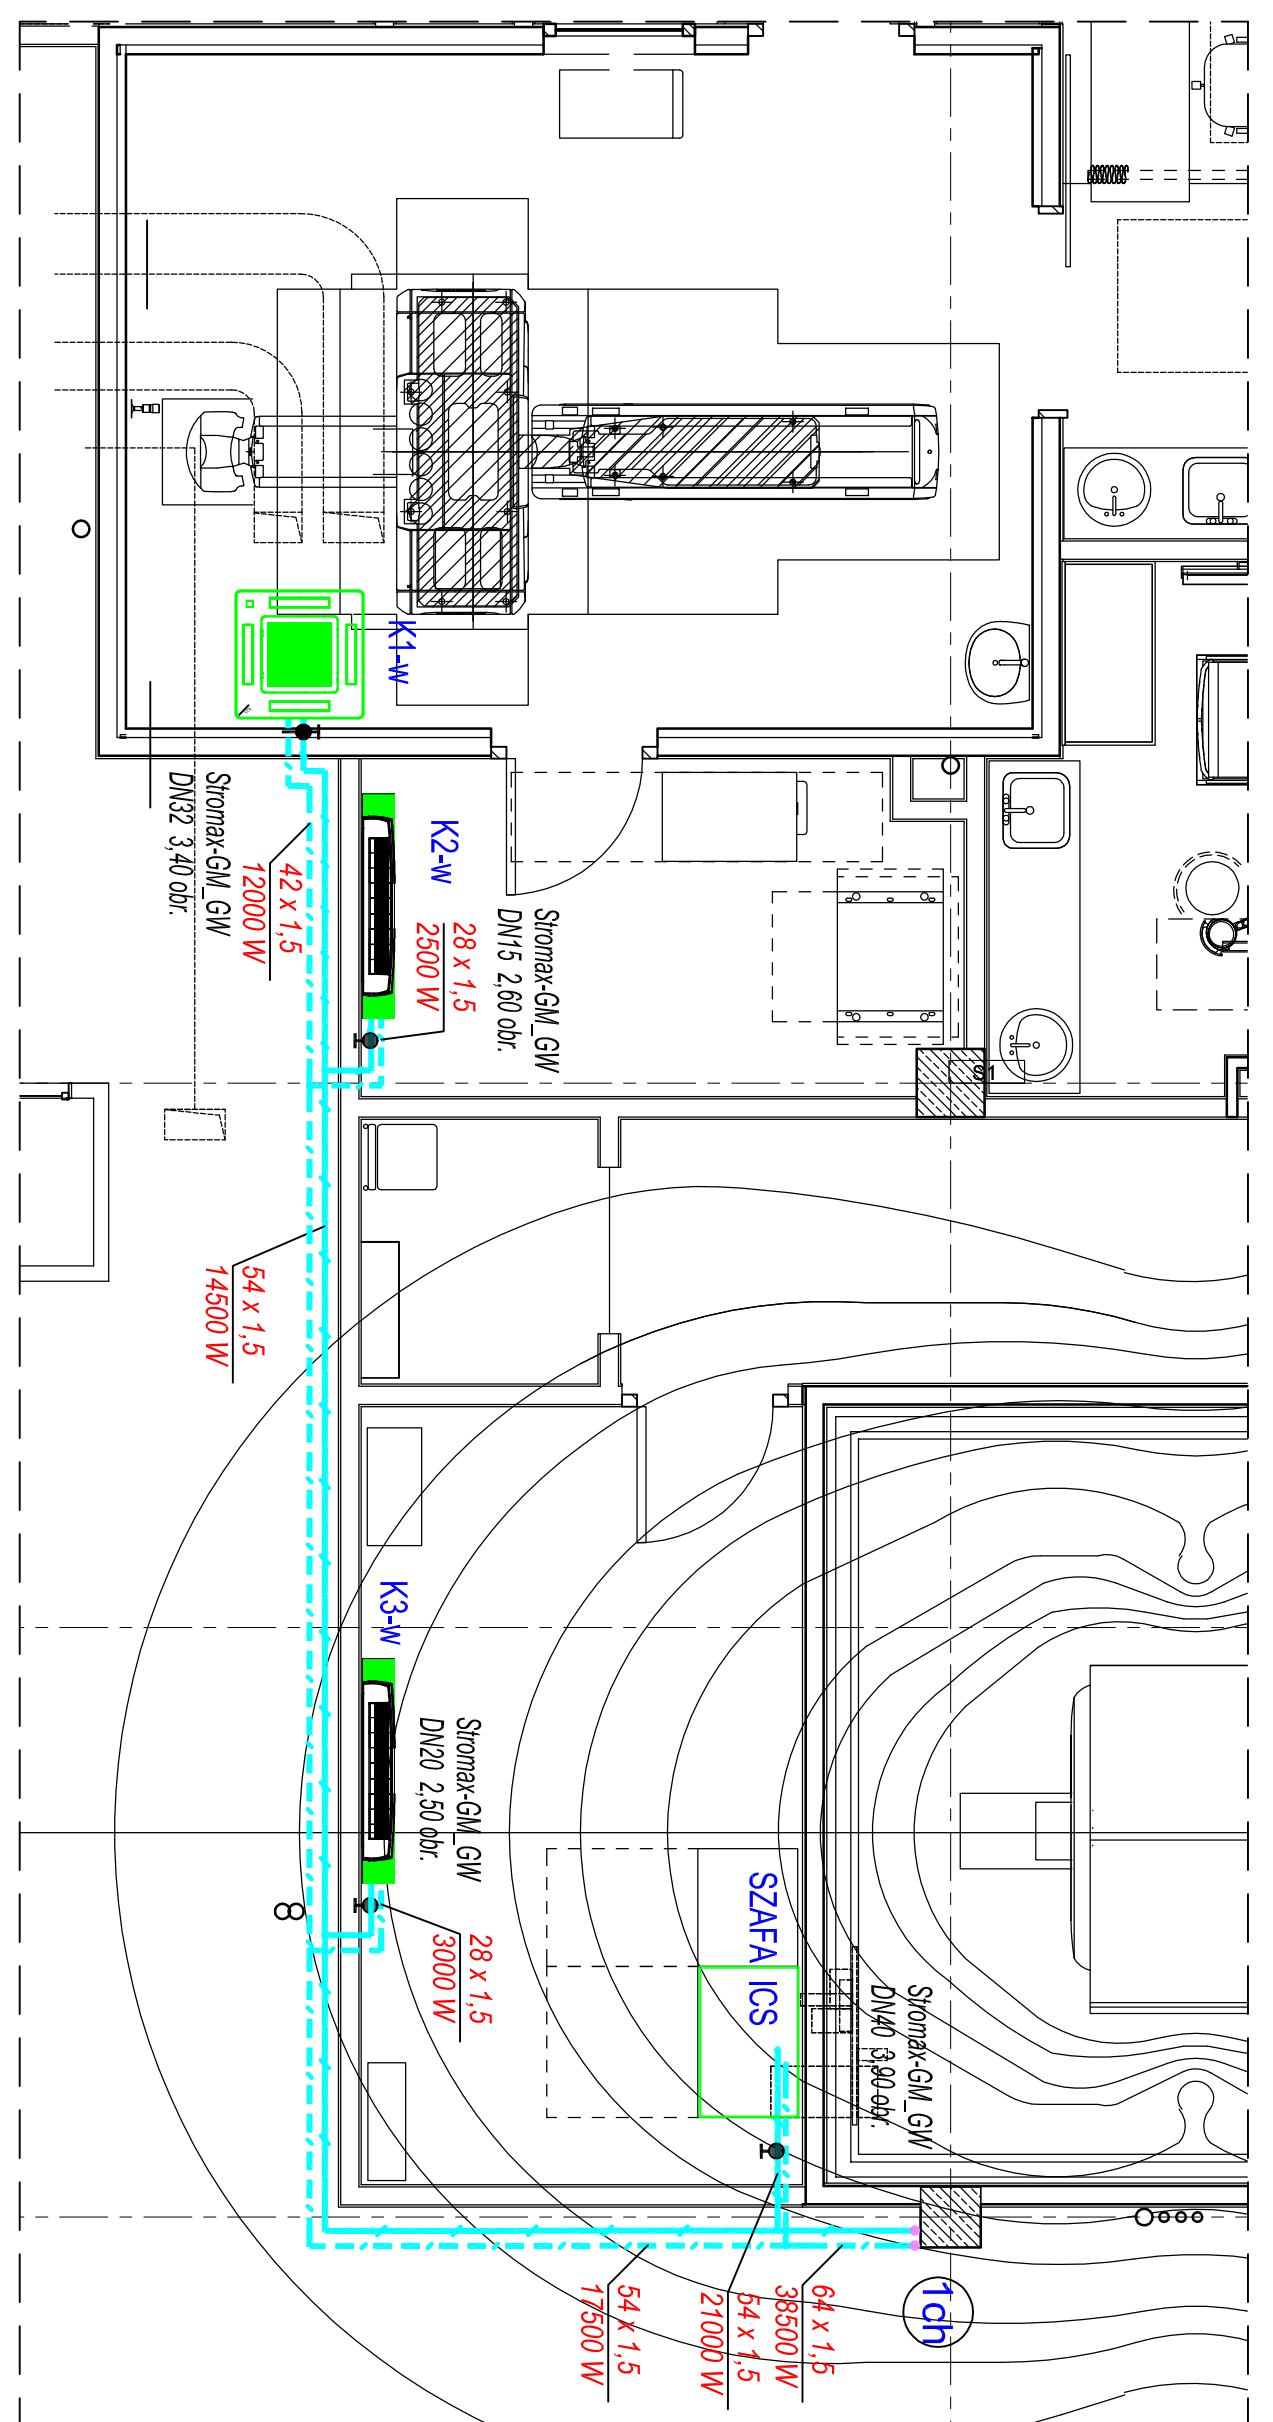 K1-w
Stromax-GM_GW
DN32 3,40 obr.
42 x 1,5
12000 W
K2-w
28 x 1,5
2500 W
Stromax-GM_GW
DN15 2,60 obr.
S1
54 x 1,5
14500 W
K3-w
Stromax-GM_GW
DN20 2,50 obr.
8
28 x 1,5
3000 W
SZAFA ICS
Stromax-GM_GW
DN40 3,90 obr.
64 x 1,5
38500 W
54 x 1,5
21000 W
54 x 1,5
17500 W
1ch